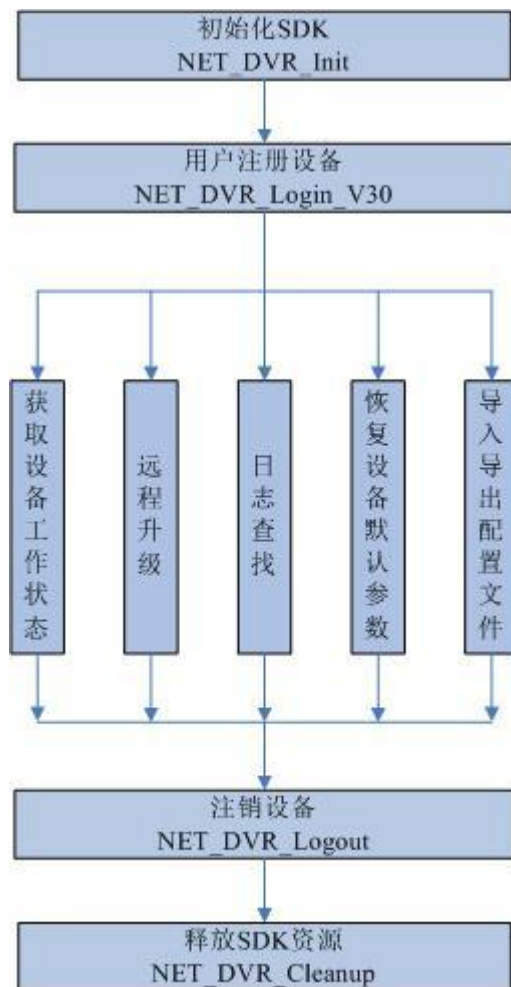 初始化SDK
NET_DVR_Init
用户注册设备
NET_DVR_Login_V30
获取设备工作状态
远程升级
日志查找
恢复设备默认参数
导入导出配置文件
注销设备
NET_DVR_Logout
释放SDK资源
NET_DVR_Cleanup